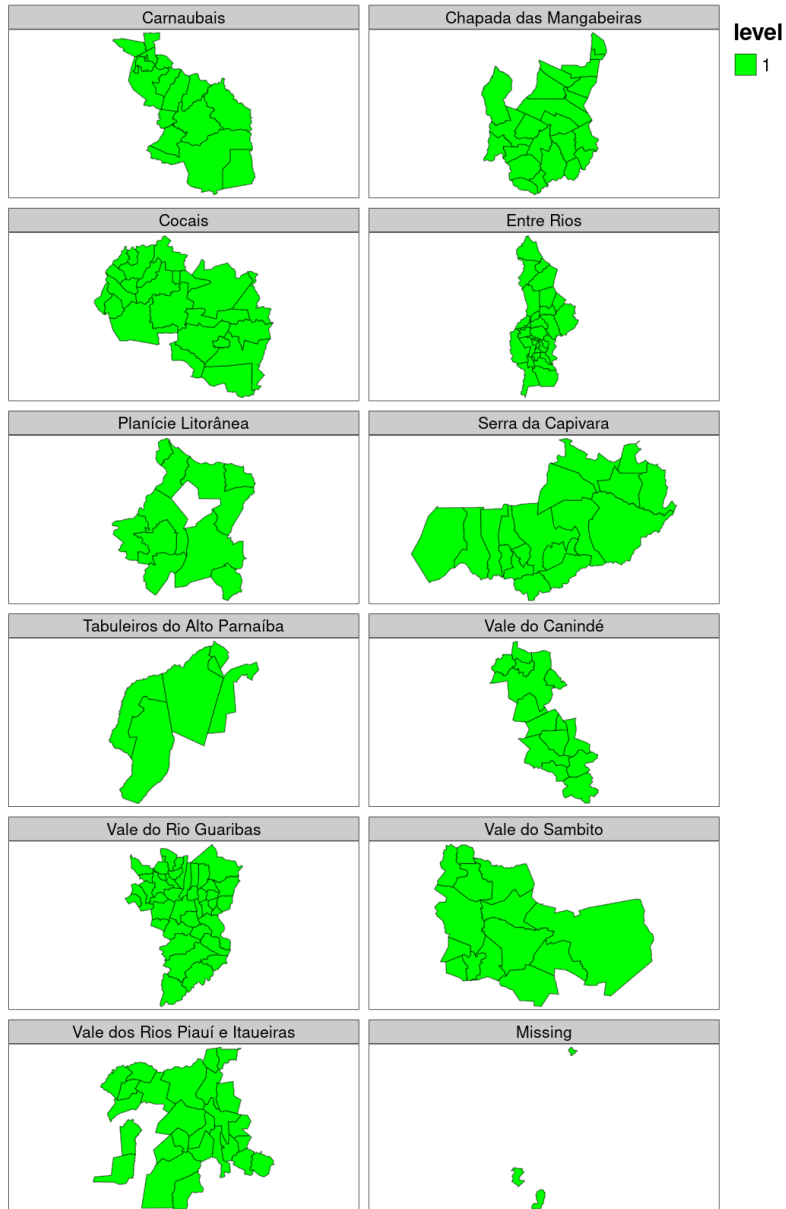 Carnaubais
Chapada das Mangabeiras
level
1
Cocais
Entre Rios
Planície Litorânea
Serra da Capivara
Tabuleiros do Alto Parnaíba
Vale do Canindé
Vale do Rio Guaribas
Vale do Sambito
Vale dos Rios Piauí e Itaueiras
Missing